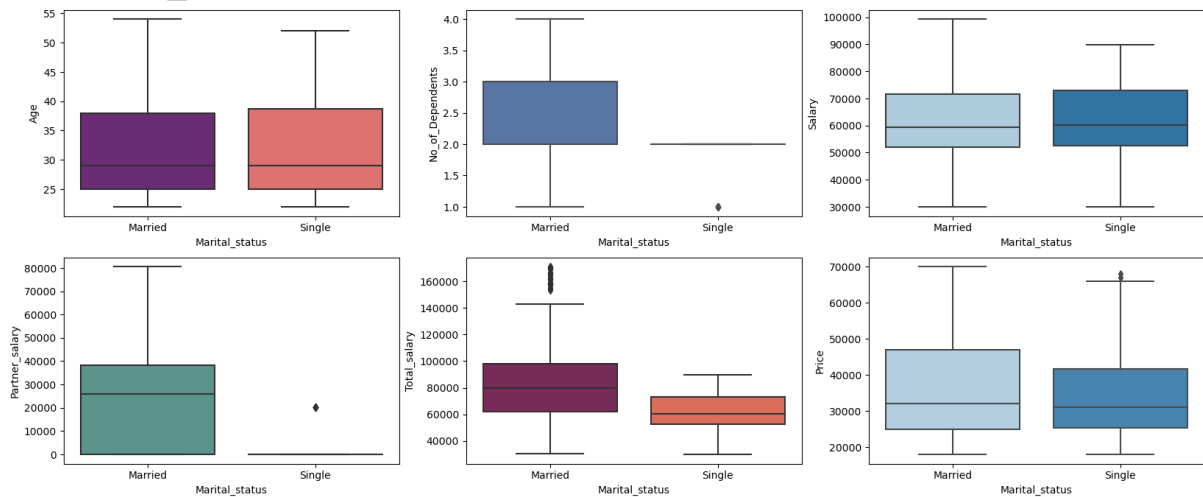 55
50
45
40
35
30
25
Age
Married
Single
Marital_status
4.0
3.5
3.0
2.5
2.0
1.5
1.0
No_of_Dependents
Married
Single
Marital_status
100000
90000
80000
70000
60000
50000
40000
30000
Salary
Married
Single
Marital_status
80000
70000
60000
50000
40000
30000
20000
10000
0
Partner_salary
Married
Single
Marital_status
160000
140000
120000
100000
80000
60000
40000
Total_salary
Married
Single
Marital_status
70000
60000
50000
40000
30000
20000
Price
Married
Single
Marital_status